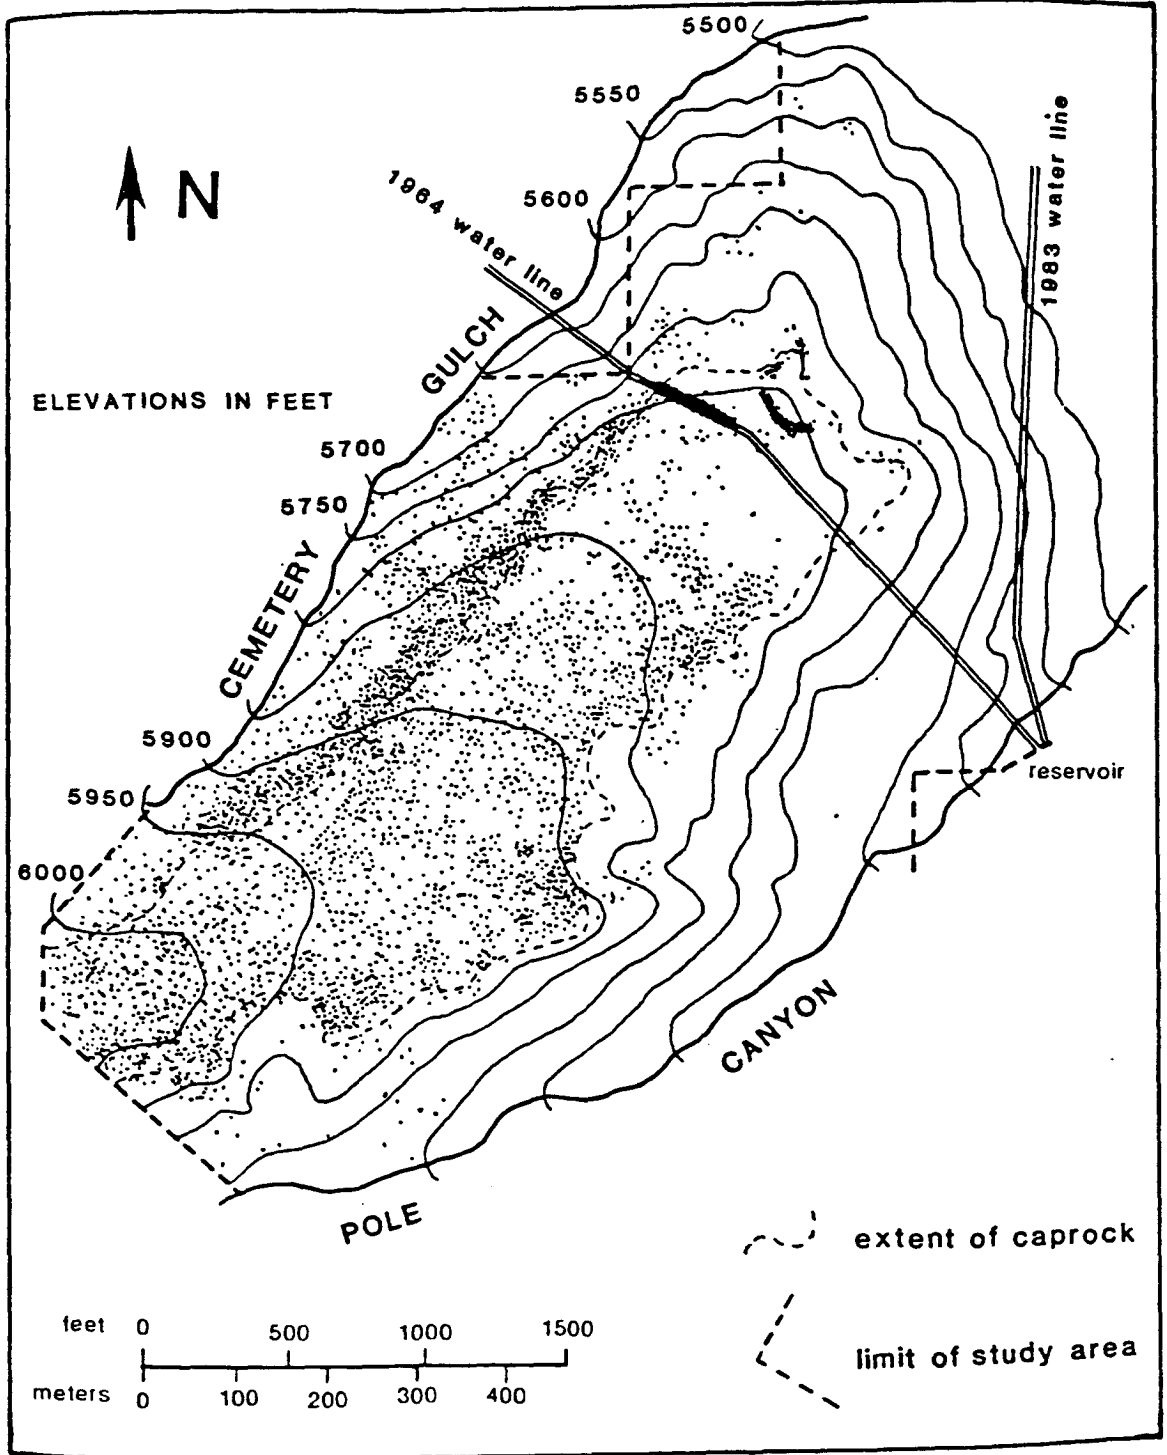 5500
5550
N
1964 water line
5600
1983 water line
GULCH
ELEVATIONS IN FEET
5700
5750
CEMETERY
5900
5950
reservoir
6000
CANYON
POLE
extent of caprock
feet 0 500 1000 1500
limit of study area
meters 0 100 200 300 400